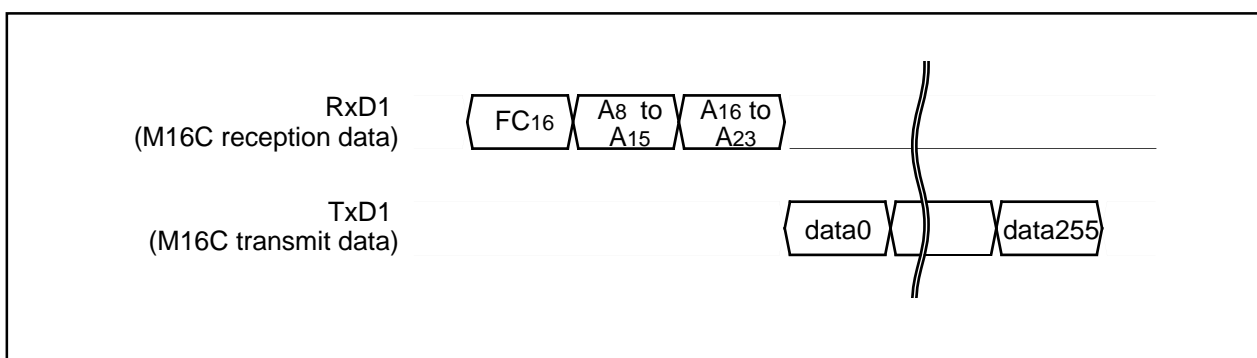 RxD1
(M16C reception data)
FC16
A8 to
A15
A16 to
A23
TxD1
(M16C transmit data)
data0
data255